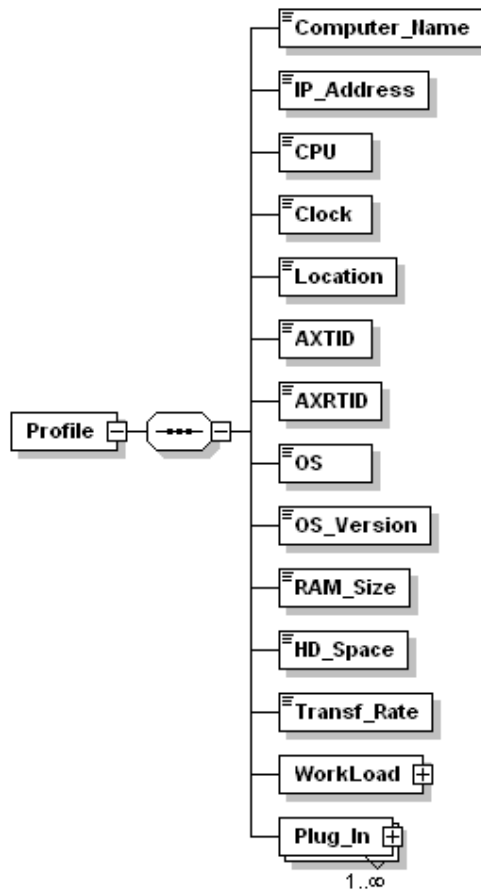 Computer_Name
IP_Address
CPU
Clock
Location
AXTID
AXRTID
Profile
OS
OS_Version
RAM_Size
HD_Space
Transf_Rate
WorkLoad
Plug_In
1..∞